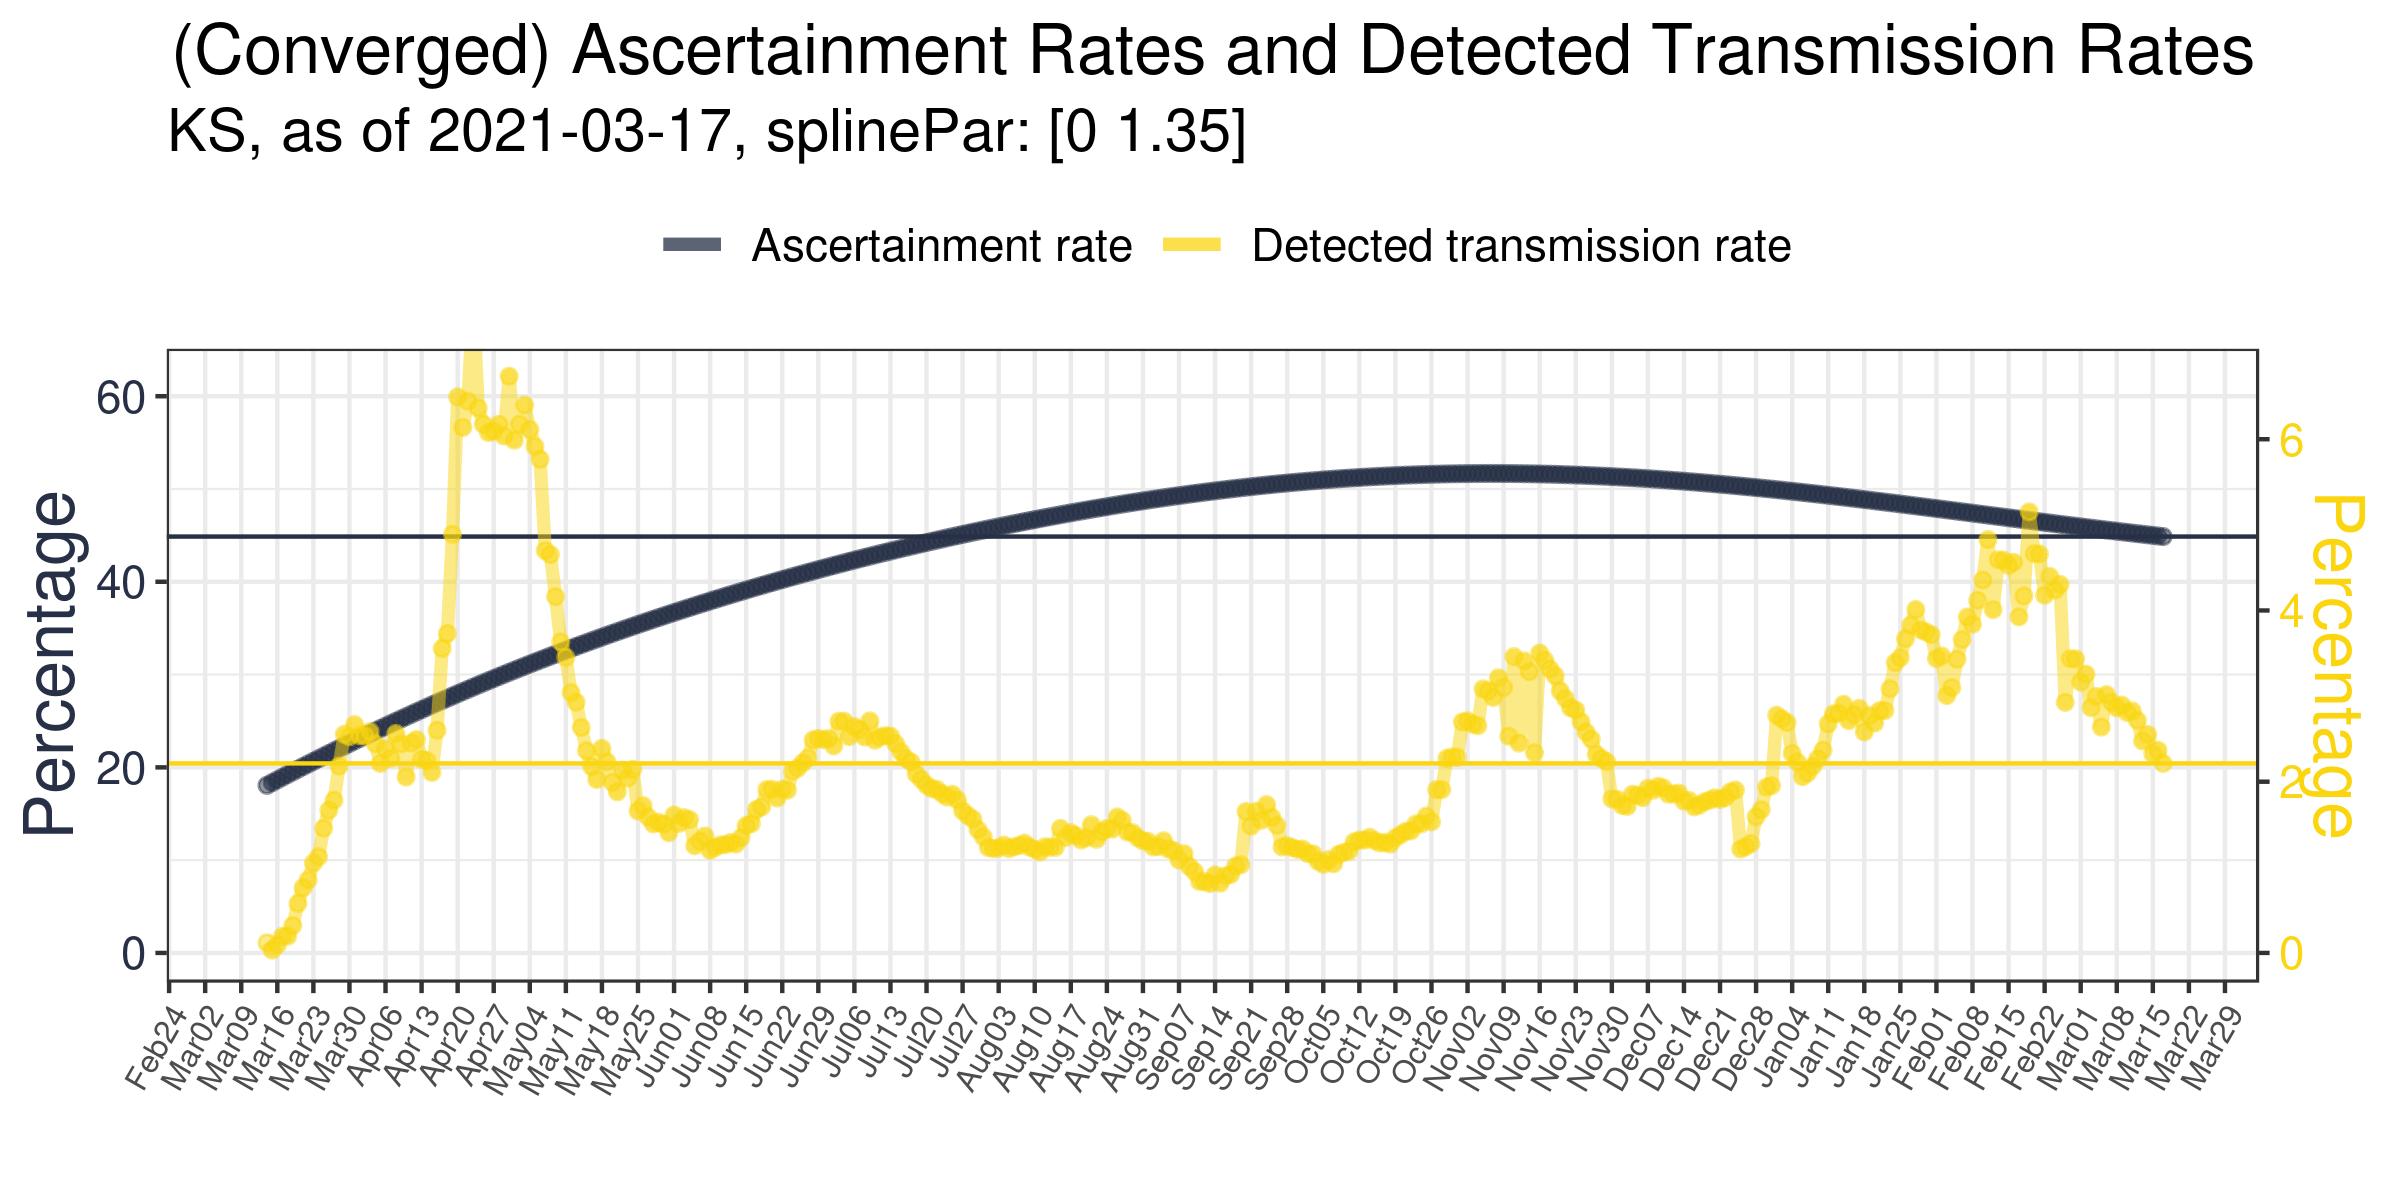 (Converged) Ascertainment Rates and Detected Transmission Rates
KS, as of 2021-03-17, splinePar: [0 1.35]
Ascertainment rate Detected transmission rate
Percentage
60
40
20
0
6
4
2
0
Percentage
Feb24
Mar02
Mar09
Mar16
Mar23
Mar30
Apr06
Apr13
Apr20
Apr27
May04
May11
May18
May25
Jun01
Jun08
Jun15
Jun22
Jun29
Jul06
Jul13
Jul20
Jul27
Aug03
Aug10
Aug17
Aug24
Aug31
Sep07
Sep14
Sep21
Sep28
Oct05
Oct12
Oct19
Oct26
Nov02
Nov09
Nov16
Nov23
Nov30
Dec07
Dec14
Dec21
Dec28
Jan04
Jan11
Jan18
Jan25
Feb01
Feb08
Feb15
Feb22
Mar01
Mar08
Mar15
Mar22
Mar29